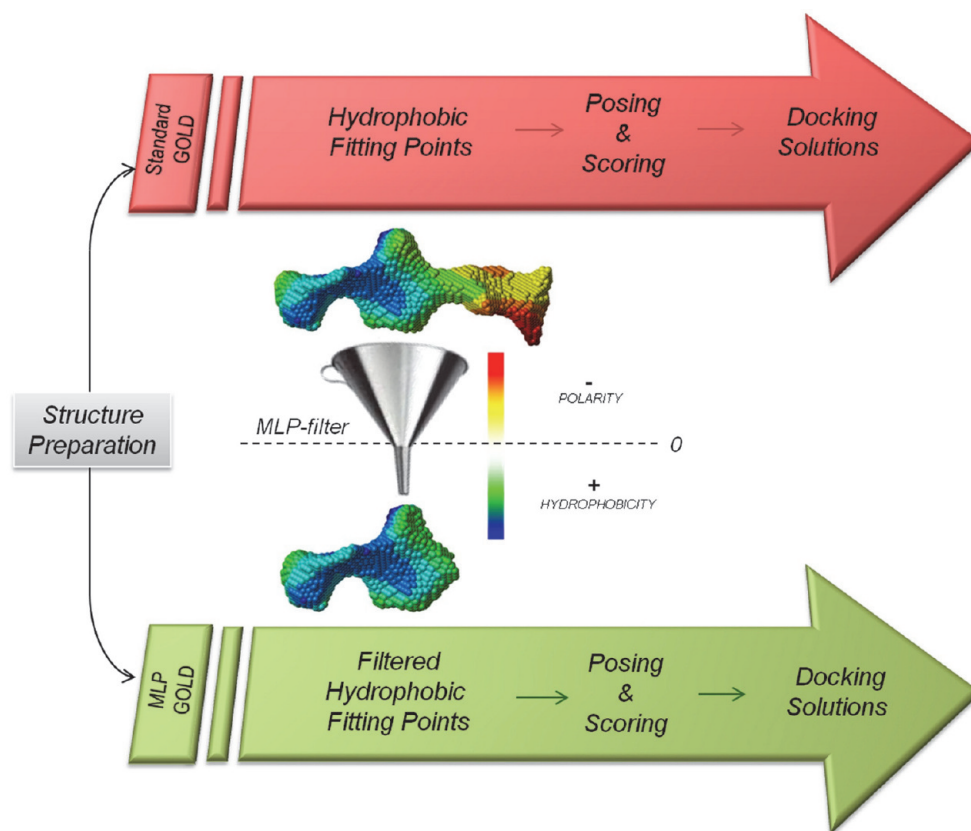 Standard
GOLD
Hydrophobic
Fitting Points
Posing
&
Scoring
Docking
Solutions
Structure
Preparation
MLP-filter
-
POLARITY
0
+
HYDROPHOBICITY
MLP
GOLD
Filtered
Hydrophobic
Fitting Points
Posing
&
Scoring
Docking
Solutions